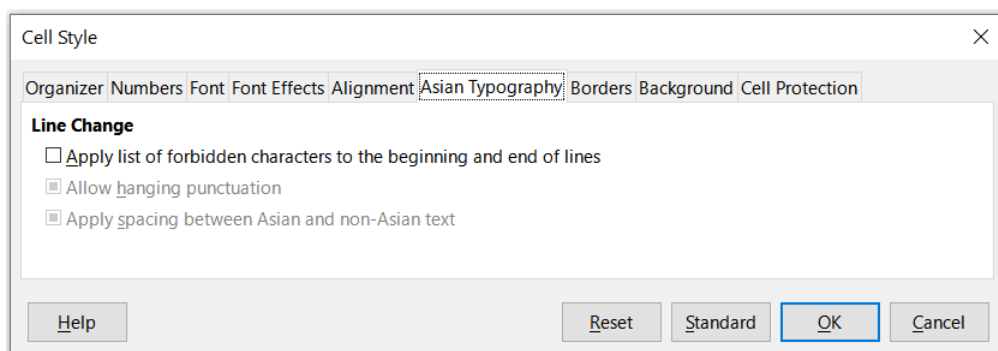 Cell Style
Organizer Numbers Font Font Effects Alignment Asian Typography Borders Background Cell Protection
Line Change
Apply list of forbidden characters to the beginning and end of lines
Allow hanging punctuation
Apply spacing between Asian and non-Asian text
Help Reset Standard OK Cancel